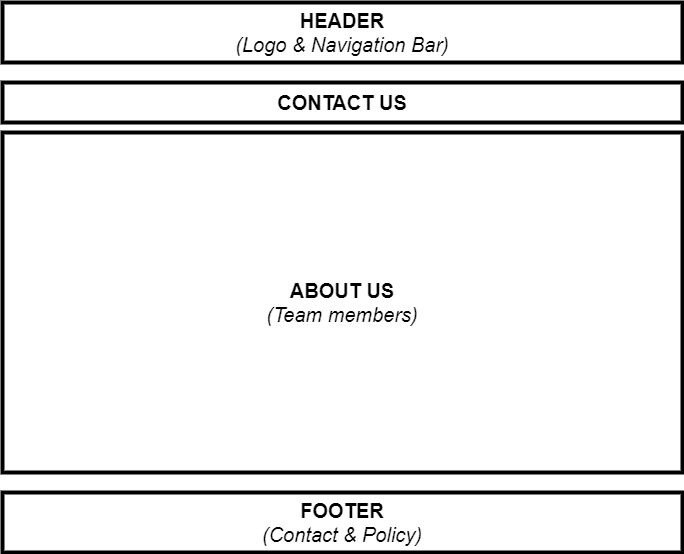 HEADER
(Logo & Navigation Bar)
CONTACT US
ABOUT US
(Team members)
FOOTER
(Contact & Policy)